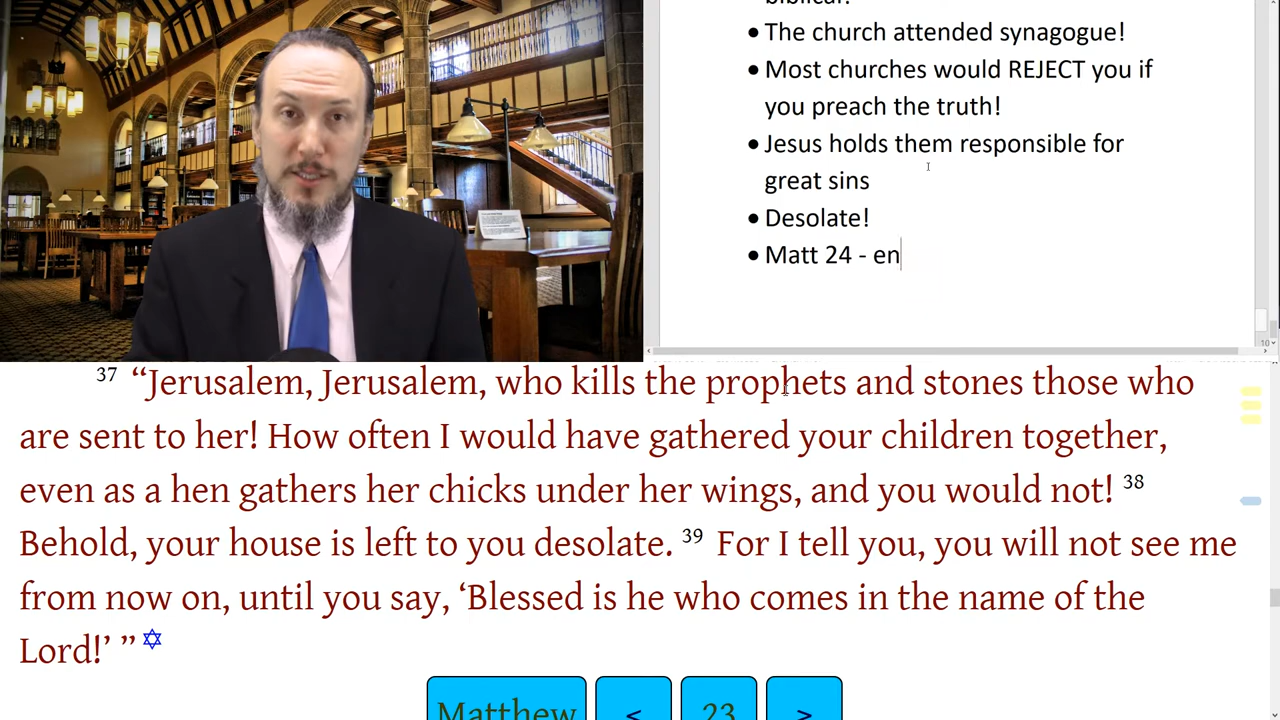 biblical!
• The church attended synagogue!
• Most churches would REJECT you if
you preach the truth!
• Jesus holds them responsible for
great sins
• Desolate!
• Matt 24 - en
10
37 “Jerusalem, Jerusalem, who kills the prophets and stones those who
are sent to her! How often I would have gathered your children together,
even as a hen gathers her chicks under her wings, and you would not! 38
Behold, your house is left to you desolate. 39 For I tell you, you will not see me
from now on, until you say, ‘Blessed is he who comes in the name of the
Lord!’ ”✡
Matthew < 23 >